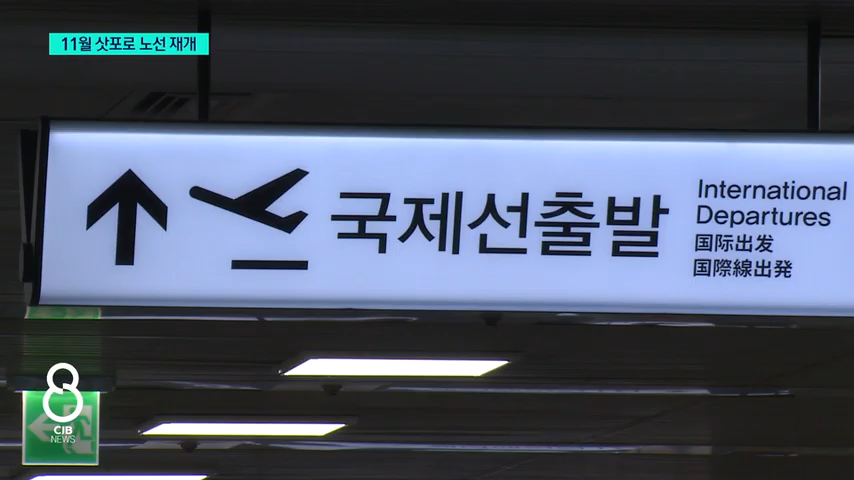 11월 삿포로 노선 재개
국제선출발
International
Departures
国际出发
国際線出発
8
CJB
NEWS